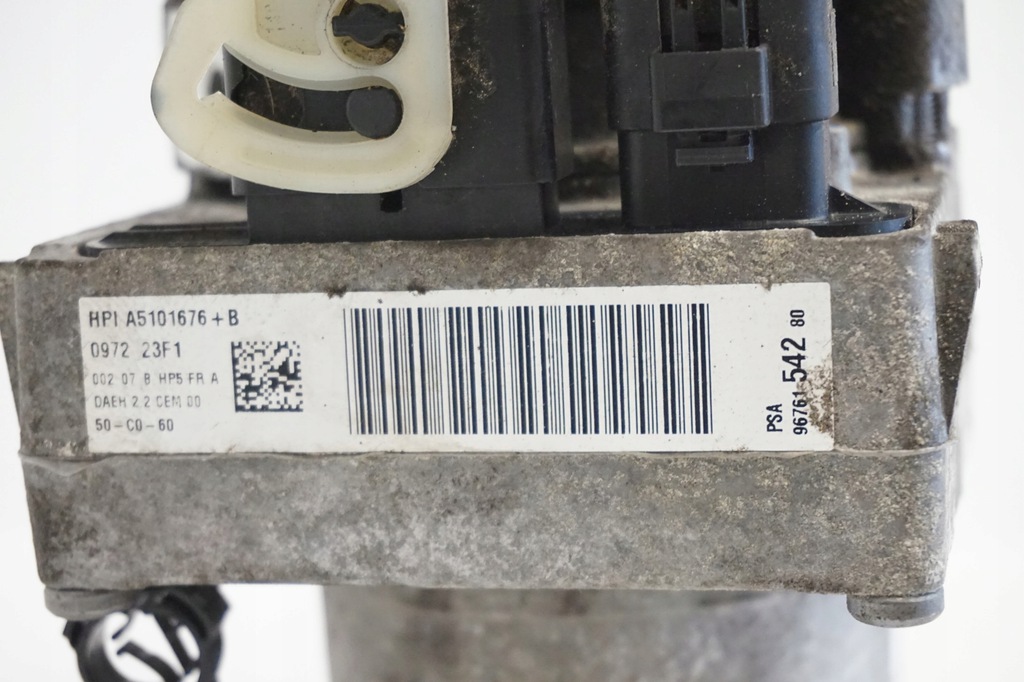 HPI A5101676+B
0972 23F1
002 07 B HP5 FR A
DAEH 2.2 CEM 00
50-C0-60
PSA
96761 542 80